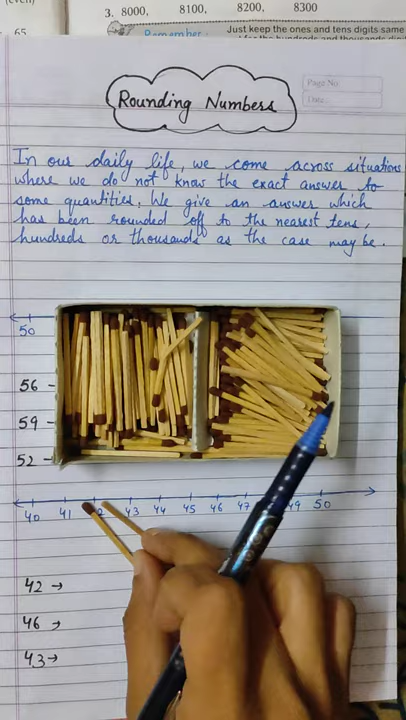 3. 8000, 8100, 8200, 8300
65
Remember: Just keep the ones and tens digits same
Page No:
Date:
Rounding Numbers
In our daily life, we come across situations
where we do not know the exact answer to
some quantities, We give an answer which
has been rounded off to the nearest tens,
hundreds or thousands as the case may be.
50
56 -
59 -
52 -
40 41 43 44 45 46 50
42 →
46 →
43 →